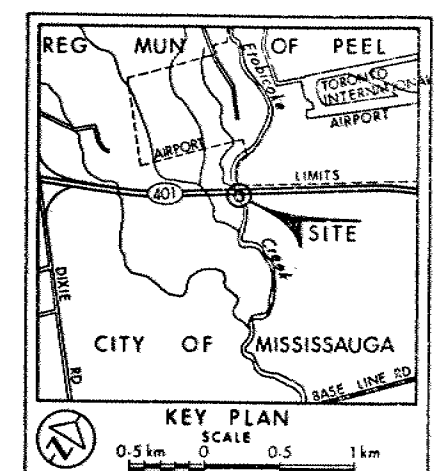 REG MUN OF PEEL
Etobicoke
TORONTO
INTERNATIONAL
AIRPORT
AIRPORT
LIMITS
401
SITE
Creek
DIXIE
RD
CITY OF MISSISSAUGA
BASE LINE RD
KEY PLAN
SCALE
0.5 km 0 0.5 1 km
N